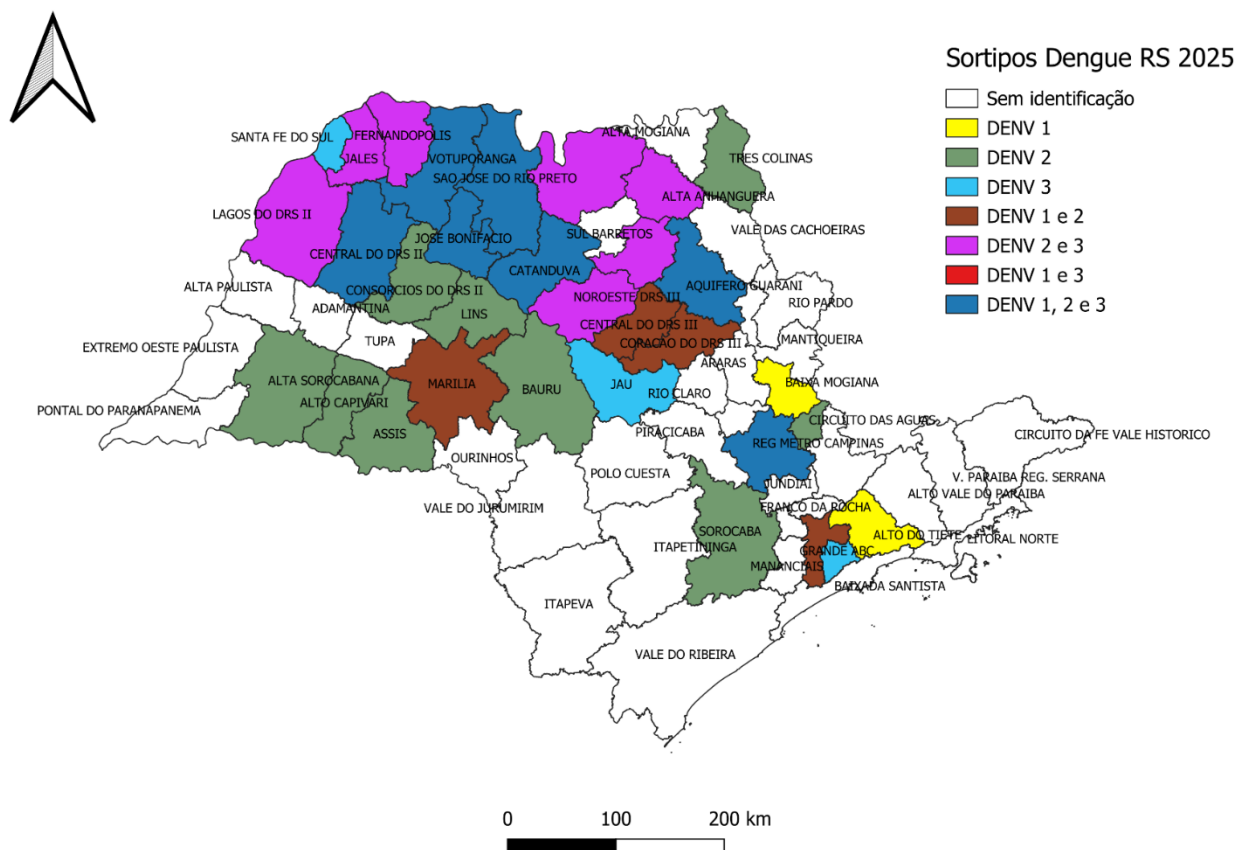 Sortipos Dengue RS 2025
Sem identificação
DENV 1
DENV 2
DENV 3
DENV 1 e 2
DENV 2 e 3
DENV 1 e 3
DENV 1, 2 e 3
SANTA FE DO SUL
FERNANDOPOLIS
JALES
VOTUPORANGA
ALTA MOGIANA
TRES COLINAS
SAO JOSE DO RIO PRETO
ALTA ANHANGUERA
LAGOS DO DRS II
JOSE BONIFACIO
SUL BARRETOS
VALE DAS CACHOEIRAS
CENTRAL DO DRS II
CATANDUVA
ALTA PAULISTA
CONSORCIOS DO DRS II
AQUIFERO GUARANI
NOROESTE DRS III
RIO PARDO
ADAMANTINA
LINS
CENTRAL DO DRS III
EXTREMO OESTE PAULISTA
TUPA
CORACAO DO DRS III
MANTIQUEIRA
ARARAS
ALTA SOROCABANA
MARILIA
BAURU
JAU
RIO CLARO
BAIXA MOGIANA
PONTAL DO PARANAPANEMA
ALTO CAPIVARI
ASSIS
PIRACICABA
CIRCUITO DAS AGUAS
REG METRO CAMPINAS
CIRCUITO DA FE VALE HISTORICO
OURINHOS
POLO CUESTA
JUNDIAI
V. PARAIBA REG. SERRANA
ALTO VALE DO PARAIBA
VALE DO JURUMIRIM
FRANCO DA ROCHA
SOROCABA
ALTO DO TIETE
LITORAL NORTE
ITAPETININGA
GRANDE ABC
MANANCIAIS
BAIXADA SANTISTA
ITAPEVA
VALE DO RIBEIRA
0 100 200 km